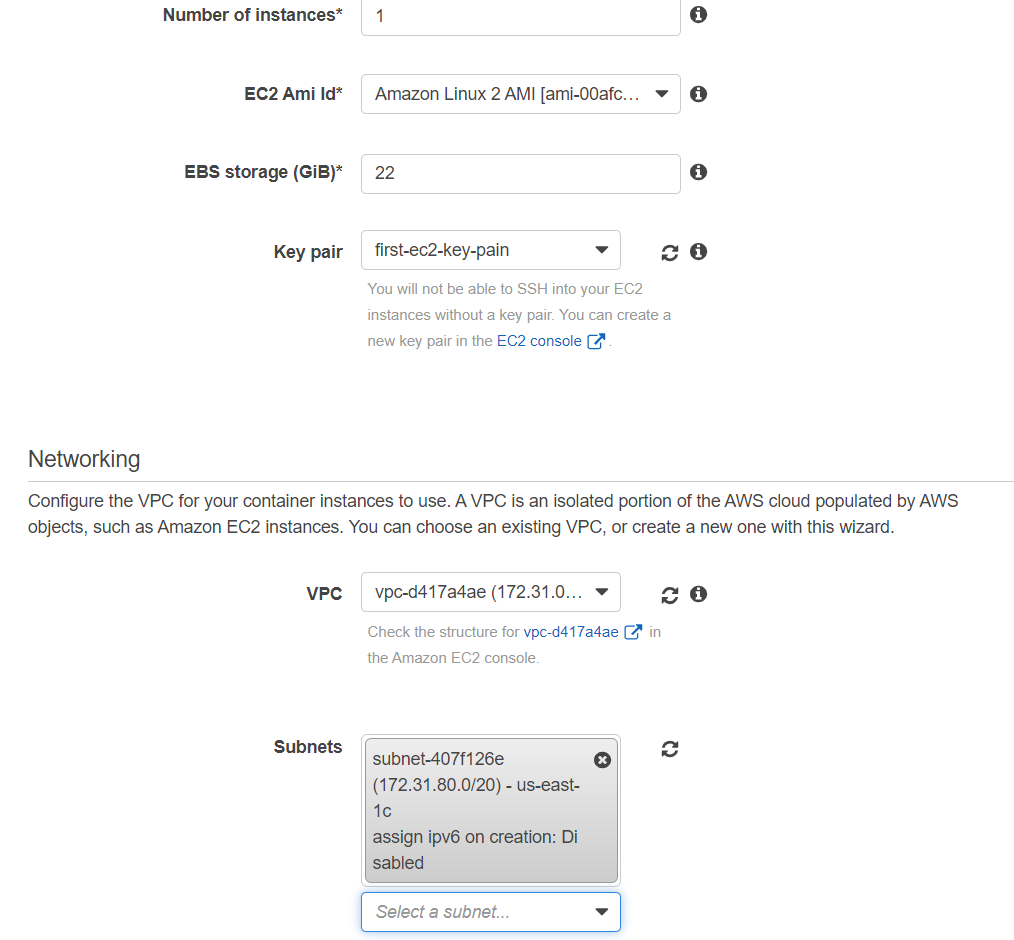 Number of instances*
1
EC2 Ami Id*
Amazon Linux 2 AMI [ami-00afc...
EBS storage (GiB)*
22
Key pair
first-ec2-key-pain
You will not be able to SSH into your EC2
instances without a key pair. You can create a
new key pair in the EC2 console .
Networking
Configure the VPC for your container instances to use. A VPC is an isolated portion of the AWS cloud populated by AWS
objects, such as Amazon EC2 instances. You can choose an existing VPC, or create a new one with this wizard.
VPC
vpc-d417a4ae (172.31.0...
Check the structure for vpc-d417a4ae in
the Amazon EC2 console.
Subnets
subnet-407f126e
(172.31.80.0/20) - us-east-
1c
assign ipv6 on creation: Di
sabled
Select a subnet...